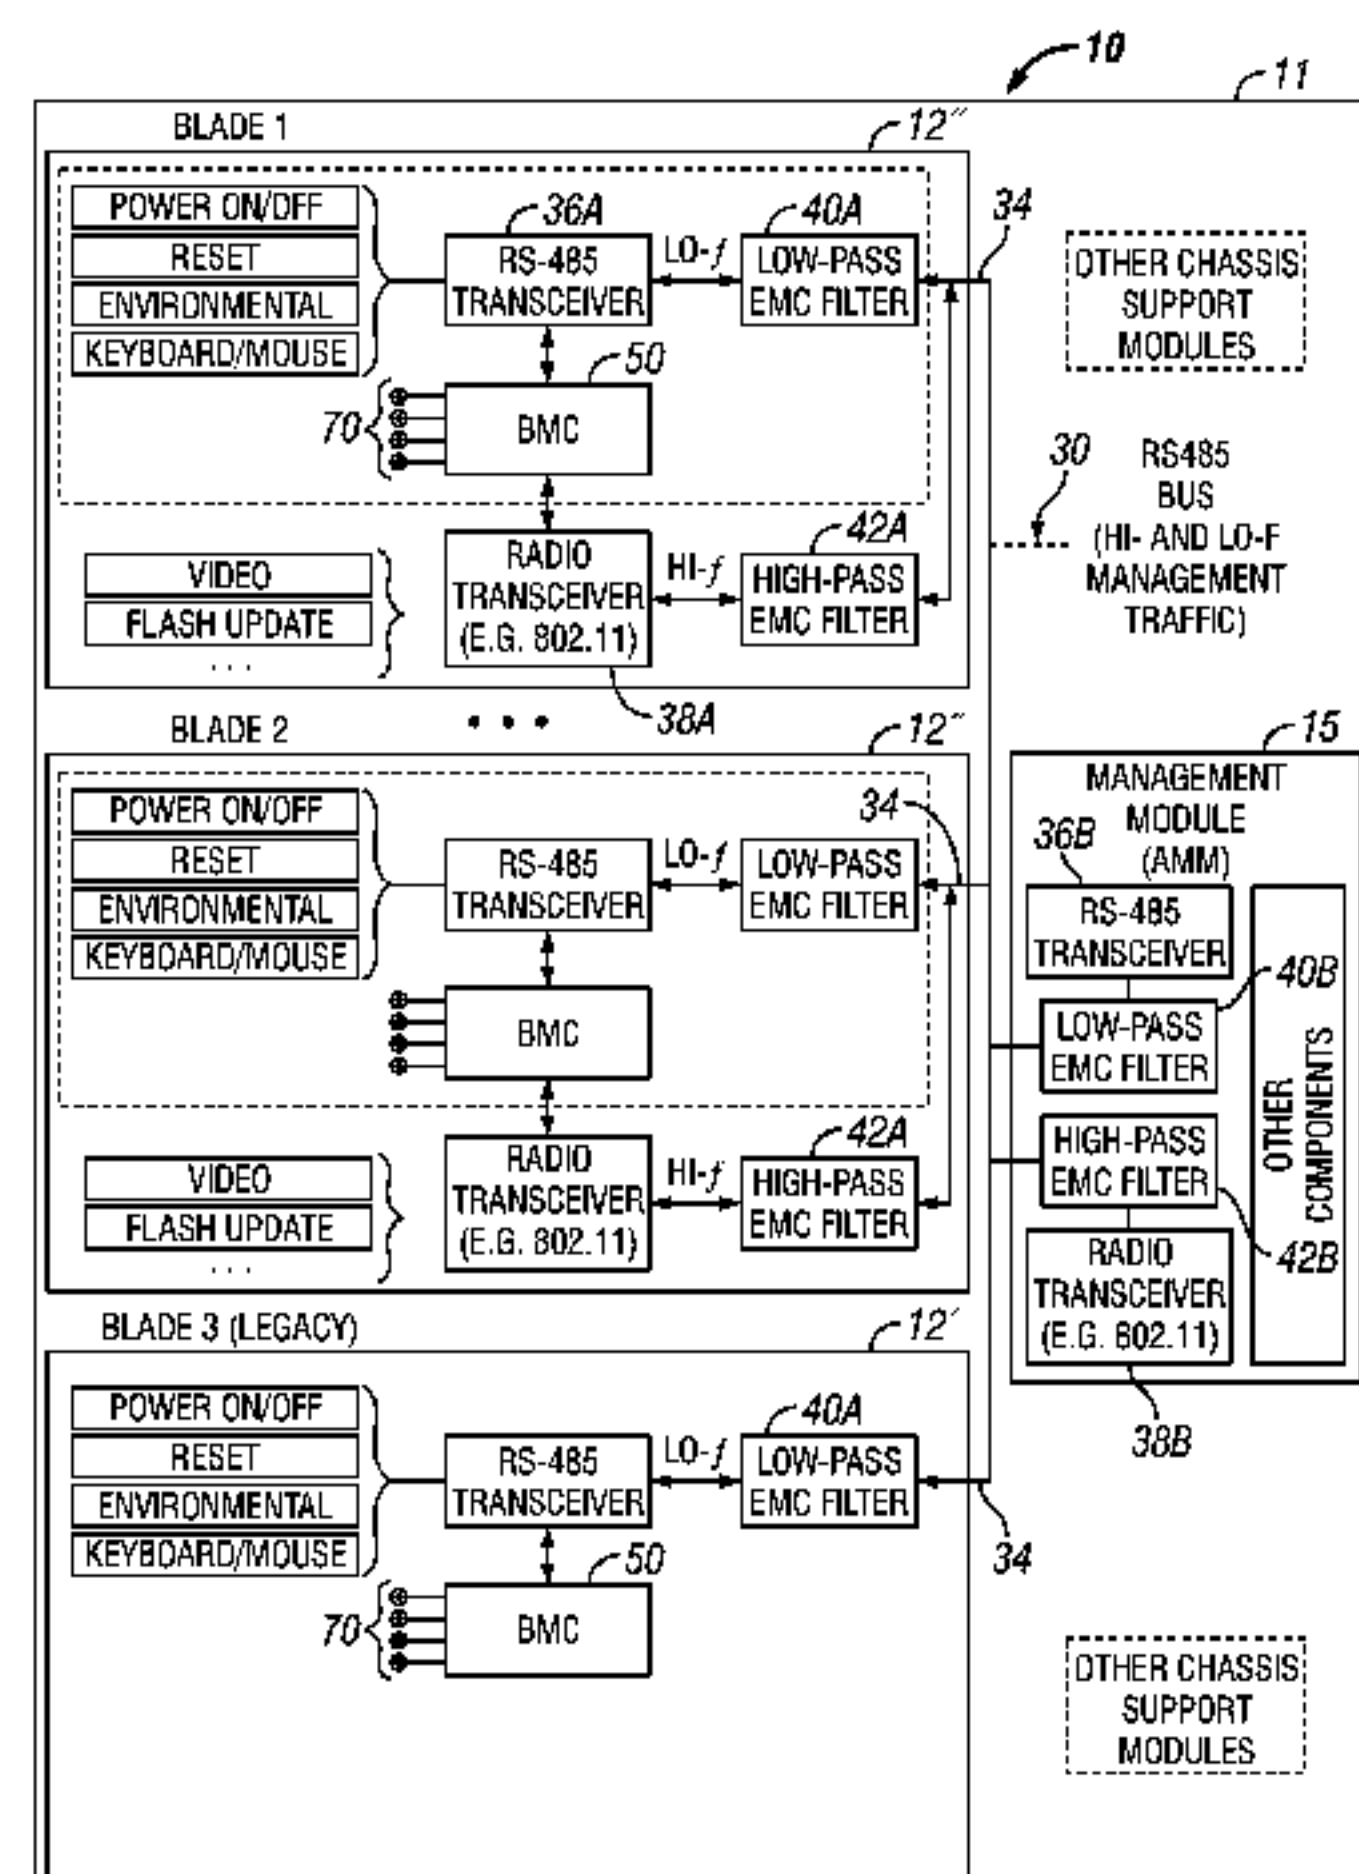 10
11
BLADE 1
12″
POWER ON/OFF
RESET
ENVIRONMENTAL
KEYBOARD/MOUSE
36A
RS-485
TRANSCEIVER
LO-f
40A
LOW-PASS
EMC FILTER
34
OTHER CHASSIS
SUPPORT
MODULES
70
50
BMC
30
RS485
BUS
(HI- AND LO-F
MANAGEMENT
TRAFFIC)
VIDEO
FLASH UPDATE
...
RADIO
TRANSCEIVER
(E.G. 802.11)
HI-f
42A
HIGH-PASS
EMC FILTER
38A
• • •
BLADE 2
12″
POWER ON/OFF
RESET
ENVIRONMENTAL
KEYBOARD/MOUSE
RS-485
TRANSCEIVER
LO-f
LOW-PASS
EMC FILTER
34
BMC
VIDEO
FLASH UPDATE
...
RADIO
TRANSCEIVER
(E.G. 802.11)
HI-f
42A
HIGH-PASS
EMC FILTER
15
MANAGEMENT
MODULE
(AMM)
36B
RS-485
TRANSCEIVER
40B
LOW-PASS
EMC FILTER
HIGH-PASS
EMC FILTER
42B
RADIO
TRANSCEIVER
(E.G. 802.11)
38B
OTHER
COMPONENTS
BLADE 3 (LEGACY)
12′
POWER ON/OFF
RESET
ENVIRONMENTAL
KEYBOARD/MOUSE
RS-485
TRANSCEIVER
LO-f
40A
LOW-PASS
EMC FILTER
34
70
50
BMC
OTHER CHASSIS
SUPPORT
MODULES